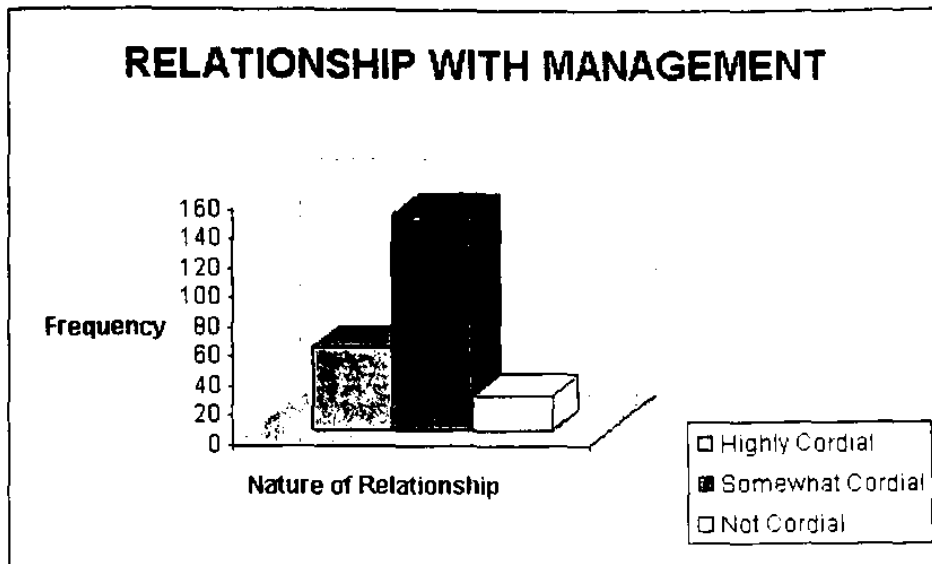 RELATIONSHIP WITH MANAGEMENT
160
140
120
100
80
60
40
20
0
Frequency
Nature of Relationship
Highly Cordial
Somewhat Cordial
Not Cordial